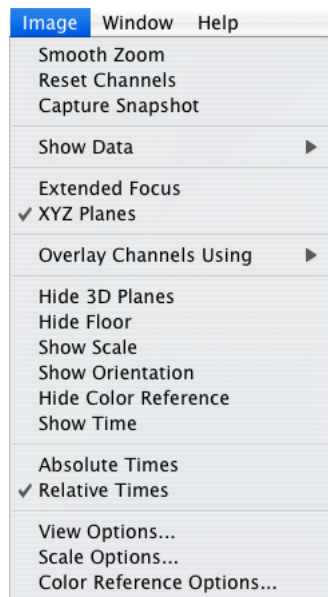 Image Window Help
Smooth Zoom
Reset Channels
Capture Snapshot
Show Data
Extended Focus
XYZ Planes
Overlay Channels Using
Hide 3D Planes
Hide Floor
Show Scale
Show Orientation
Hide Color Reference
Show Time
Absolute Times
Relative Times
View Options...
Scale Options...
Color Reference Options...